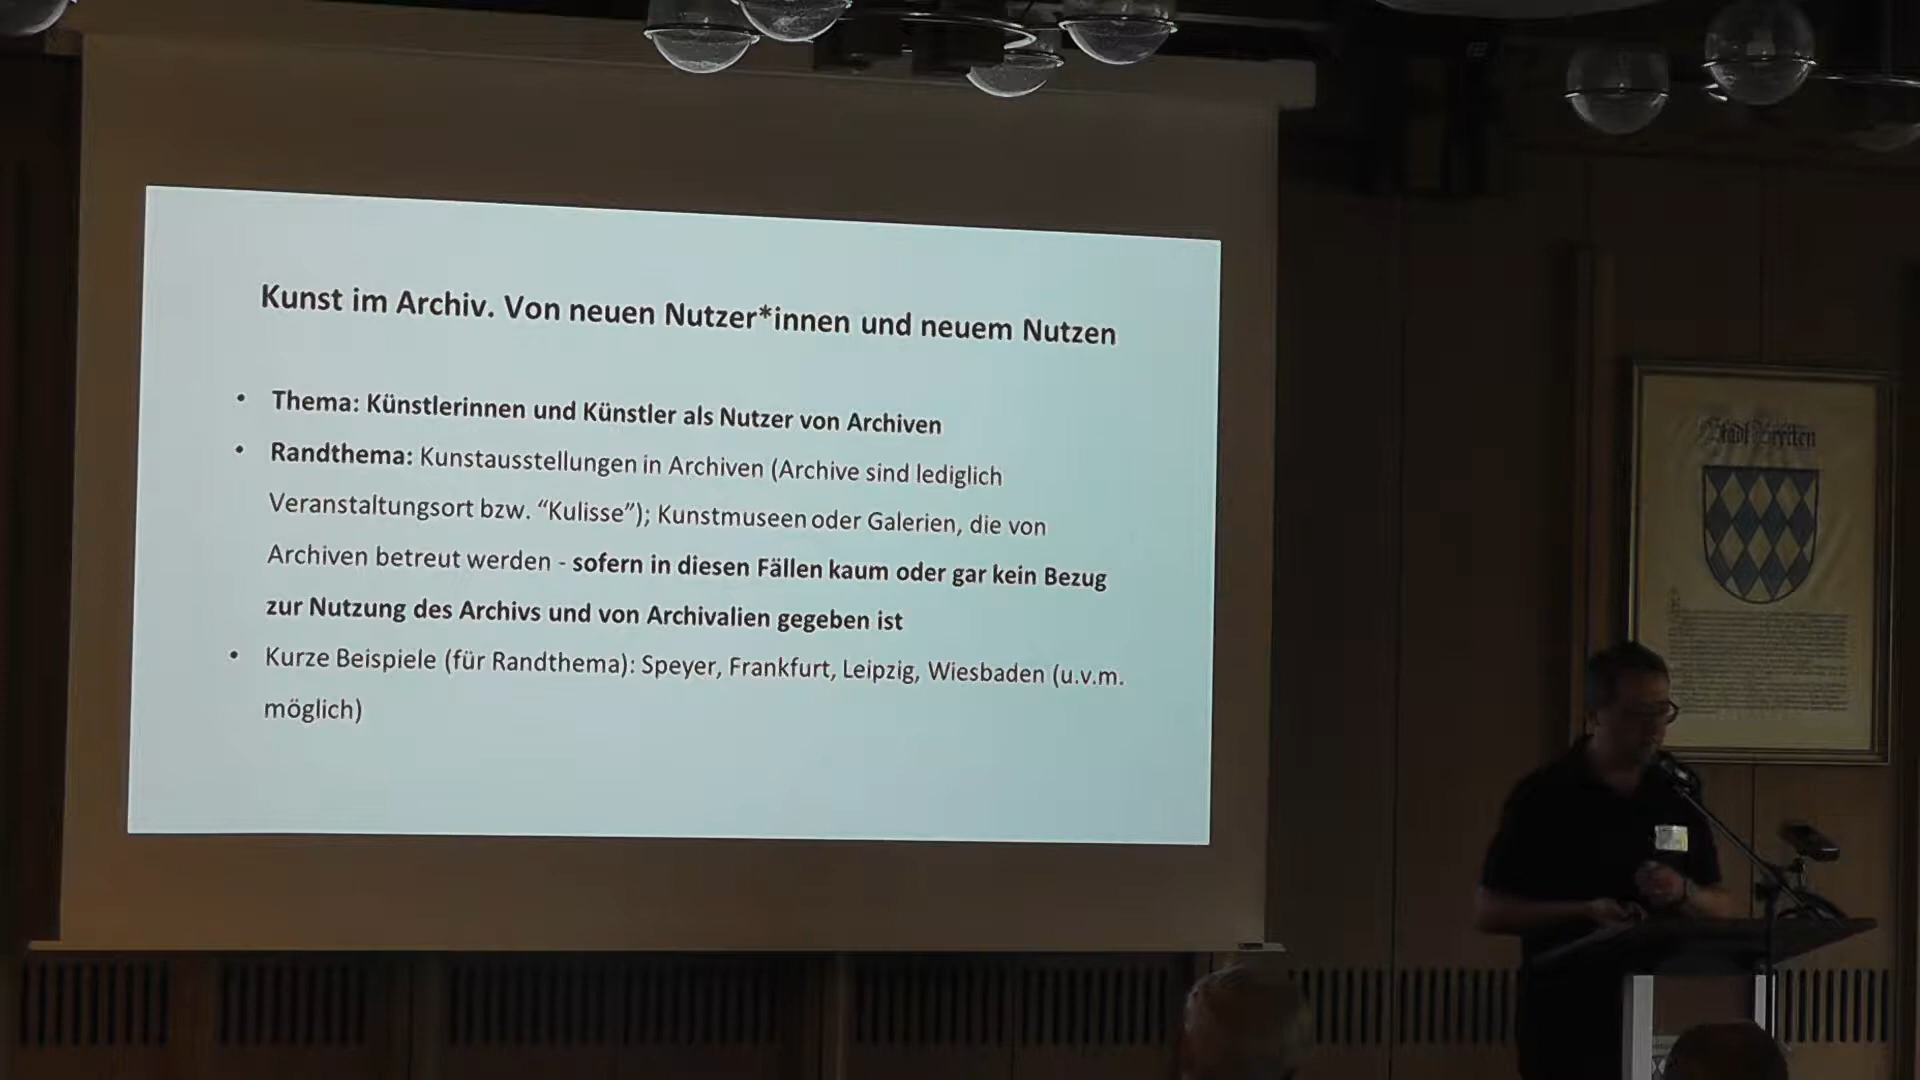 Kunst im Archiv. Von neuen Nutzer*innen und neuem Nutzen
• Thema: Künstlerinnen und Künstler als Nutzer von Archiven
• Randthema: Kunstausstellungen in Archiven (Archive sind lediglich
Veranstaltungsort bzw. “Kulisse”); Kunstmuseen oder Galerien, die von
Archiven betreut werden - sofern in diesen Fällen kaum oder gar kein Bezug
zur Nutzung des Archivs und von Archivalien gegeben ist
• Kurze Beispiele (für Randthema): Speyer, Frankfurt, Leipzig, Wiesbaden (u.v.m.
möglich)
Stadt Bretten